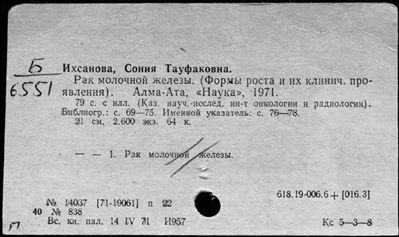 Б
6551
Ихсанова, Сония Тауфаковна.
Рак молочной железы. (Формы роста и их клинич. про-
явления). Алма-Ата, «Наука», 1971.
79 с. с илл. (Каз. науч.-исслед. ин-т онкологии и радиологии).
Библиогр.: с. 69—75. Именной указатель: с. 76—78.
21 см, 2.600 экз. 64 к.
— — 1. Рак молочной железы.
618.19-006.6 + [016.3]
№ 14037 [71-19061] п 22
40 № 838
Вс. кн. пал. 14 IV 71 И957
Кс 5—3—8